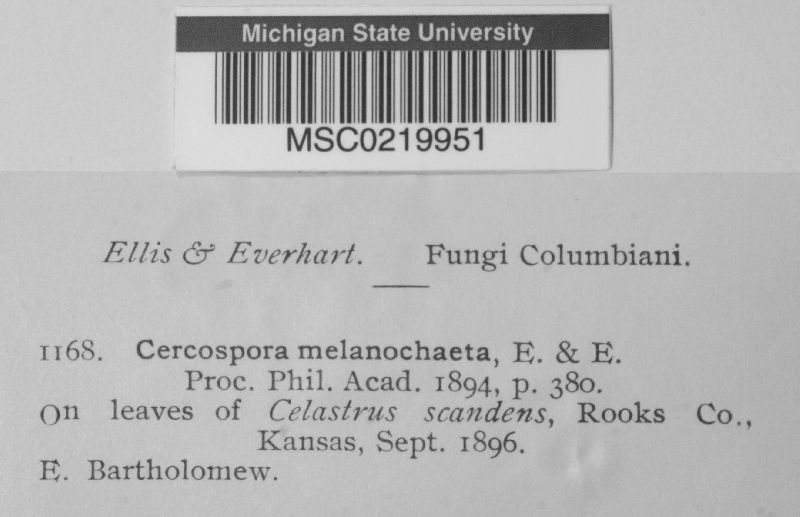 Michigan State University
MSC0219951
Ellis & Everhart. Fungi Columbiani.
1168. Cercospora melanochaeta, E. & E.
Proc. Phil. Acad. 1894, p. 380.
On leaves of Celastrus scandens, Rooks Co.,
Kansas, Sept. 1896.
E. Bartholomew.